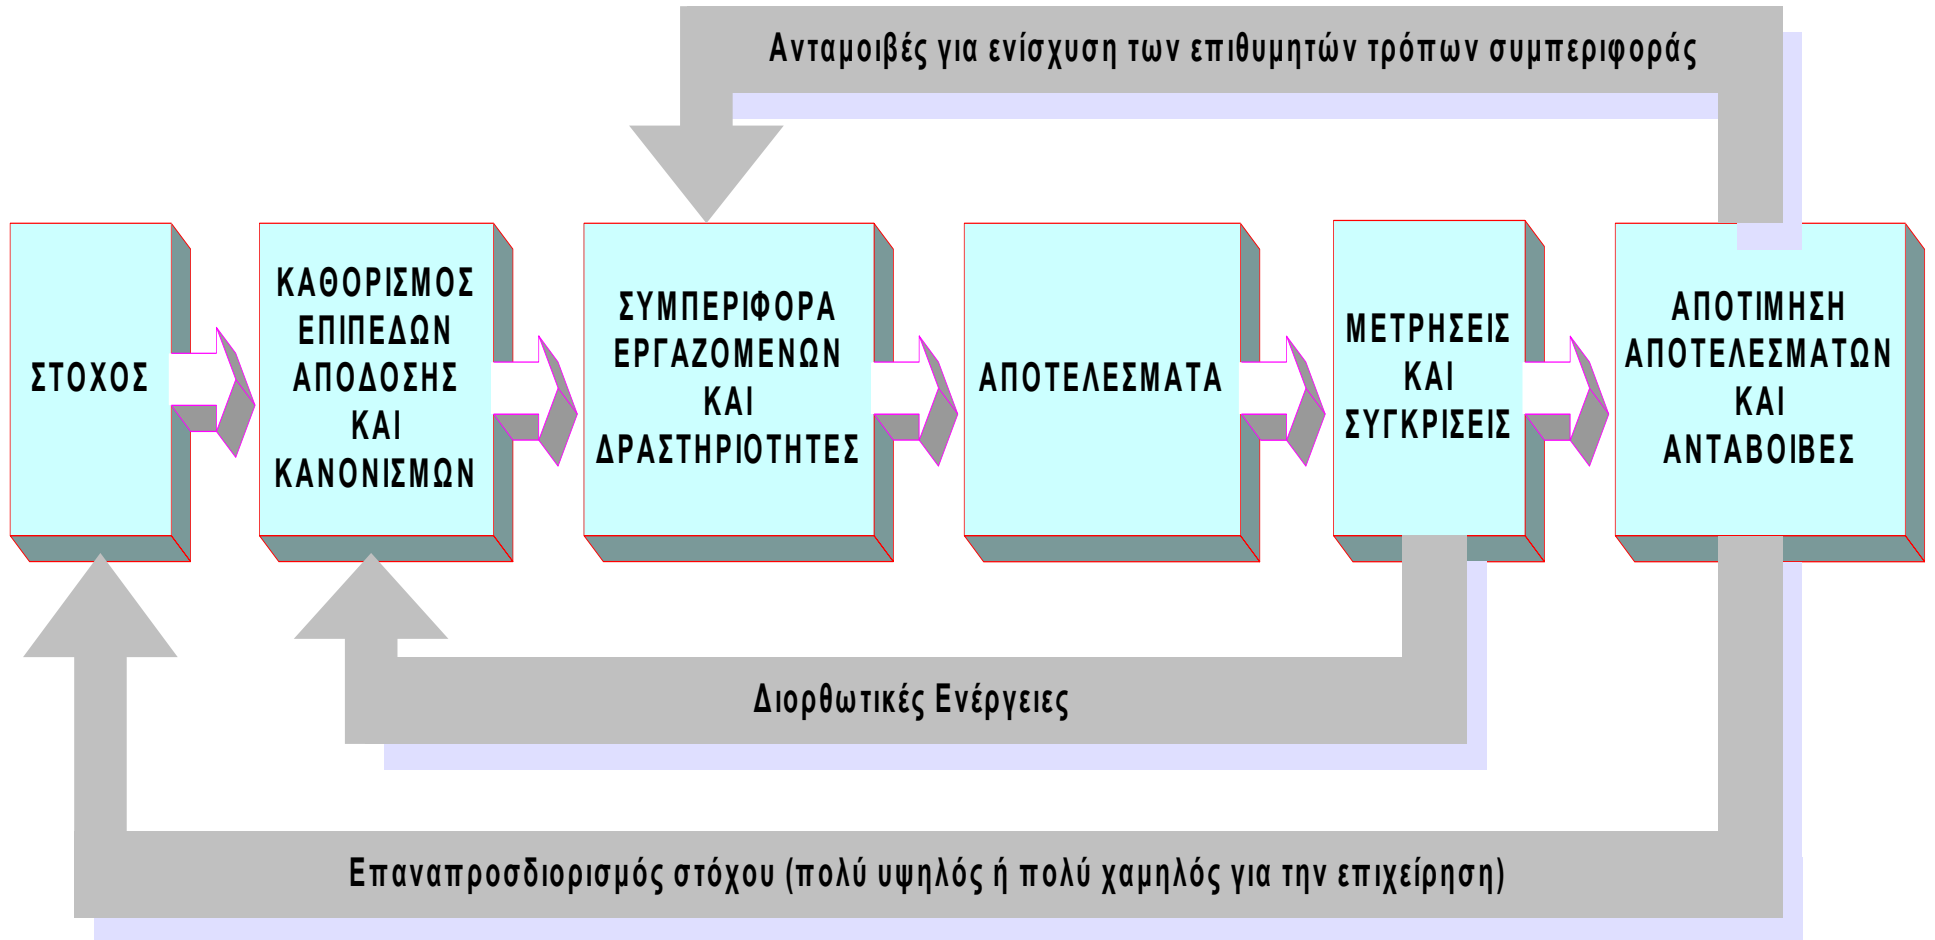 Ανταμοιβές για ενίσχυση των επιθυμητών τρόπων συμπεριφοράς
ΣΤΟΧΟΣ
ΚΑΘΟΡΙΣΜΟΣ
ΕΠΙΠΕΔΩΝ
ΑΠΟΔΟΣΗΣ
ΚΑΙ
ΚΑΝΟΝΙΣΜΩΝ
ΣΥΜΠΕΡΙΦΟΡΑ
ΕΡΓΑΖΟΜΕΝΩΝ
ΚΑΙ
ΔΡΑΣΤΗΡΙΟΤΗΤΕΣ
ΑΠΟΤΕΛΕΣΜΑΤΑ
ΜΕΤΡΗΣΕΙΣ
ΚΑΙ
ΣΥΓΚΡΙΣΕΙΣ
ΑΠΟΤΙΜΗΣΗ
ΑΠΟΤΕΛΕΣΜΑΤΩΝ
ΚΑΙ
ΑΝΤΑΒΟΙΒΕΣ
Διορθωτικές Ενέργειες
Επαναπροσδιορισμός στόχου (πολύ υψηλός ή πολύ χαμηλός για την επιχείρηση)